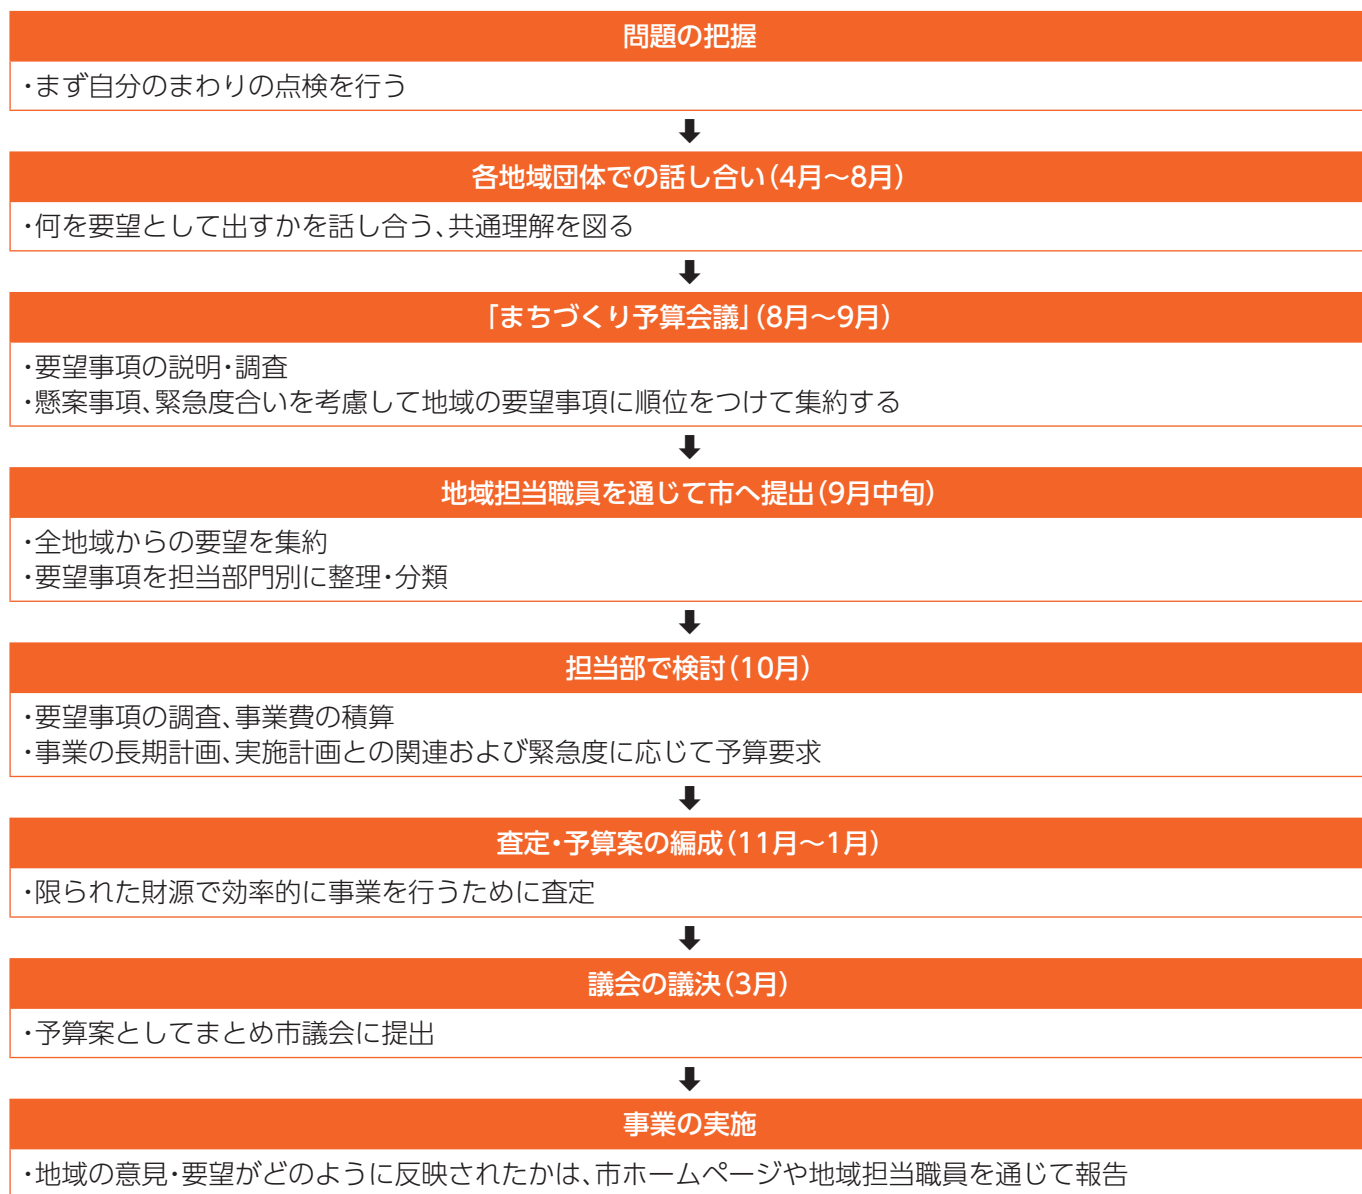 問題の把握
・まず自分のまわりの点検を行う
各地域団体での話し合い(4月〜8月)
・何を要望として出すかを話し合う、共通理解を図る
「まちづくり予算会議」(8月〜9月)
・要望事項の説明・調査
・懸案事項、緊急度合いを考慮して地域の要望事項に順位をつけて集約する
地域担当職員を通じて市へ提出(9月中旬)
・全地域からの要望を集約
・要望事項を担当部門別に整理・分類
担当部で検討(10月)
・要望事項の調査、事業費の積算
・事業の長期計画、実施計画との関連および緊急度に応じて予算要求
査定・予算案の編成(11月〜1月)
・限られた財源で効率的に事業を行うために査定
議会の議決(3月)
・予算案としてまとめ市議会に提出
事業の実施
・地域の意見・要望がどのように反映されたかは、市ホームページや地域担当職員を通じて報告